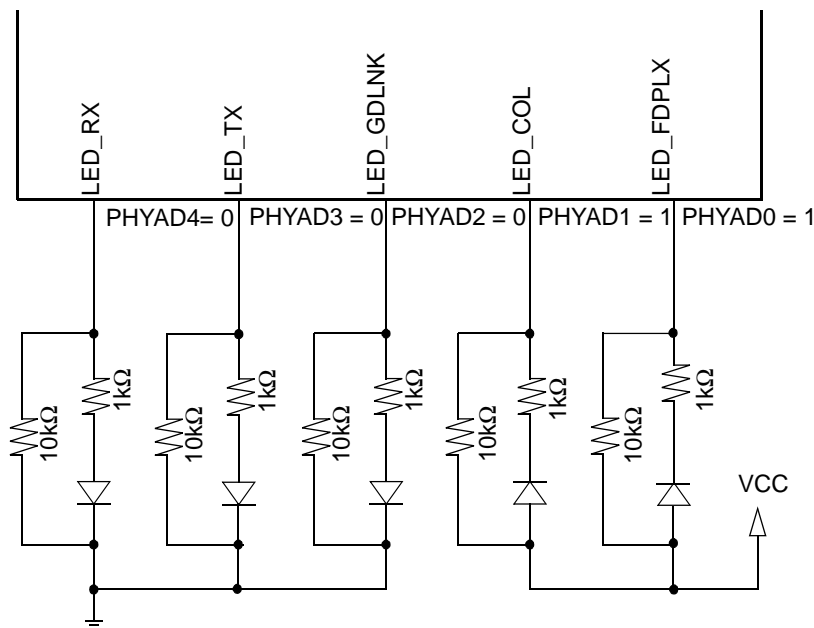 LED_RX
LED_TX
LED_GDLNK
LED_COL
LED_FDPLX
PHYAD4= 0
PHYAD3 = 0
PHYAD2 = 0
PHYAD1 = 1
PHYAD0 = 1
10kΩ
1kΩ
10kΩ
1kΩ
10kΩ
1kΩ
10kΩ
1kΩ
10kΩ
1kΩ
VCC